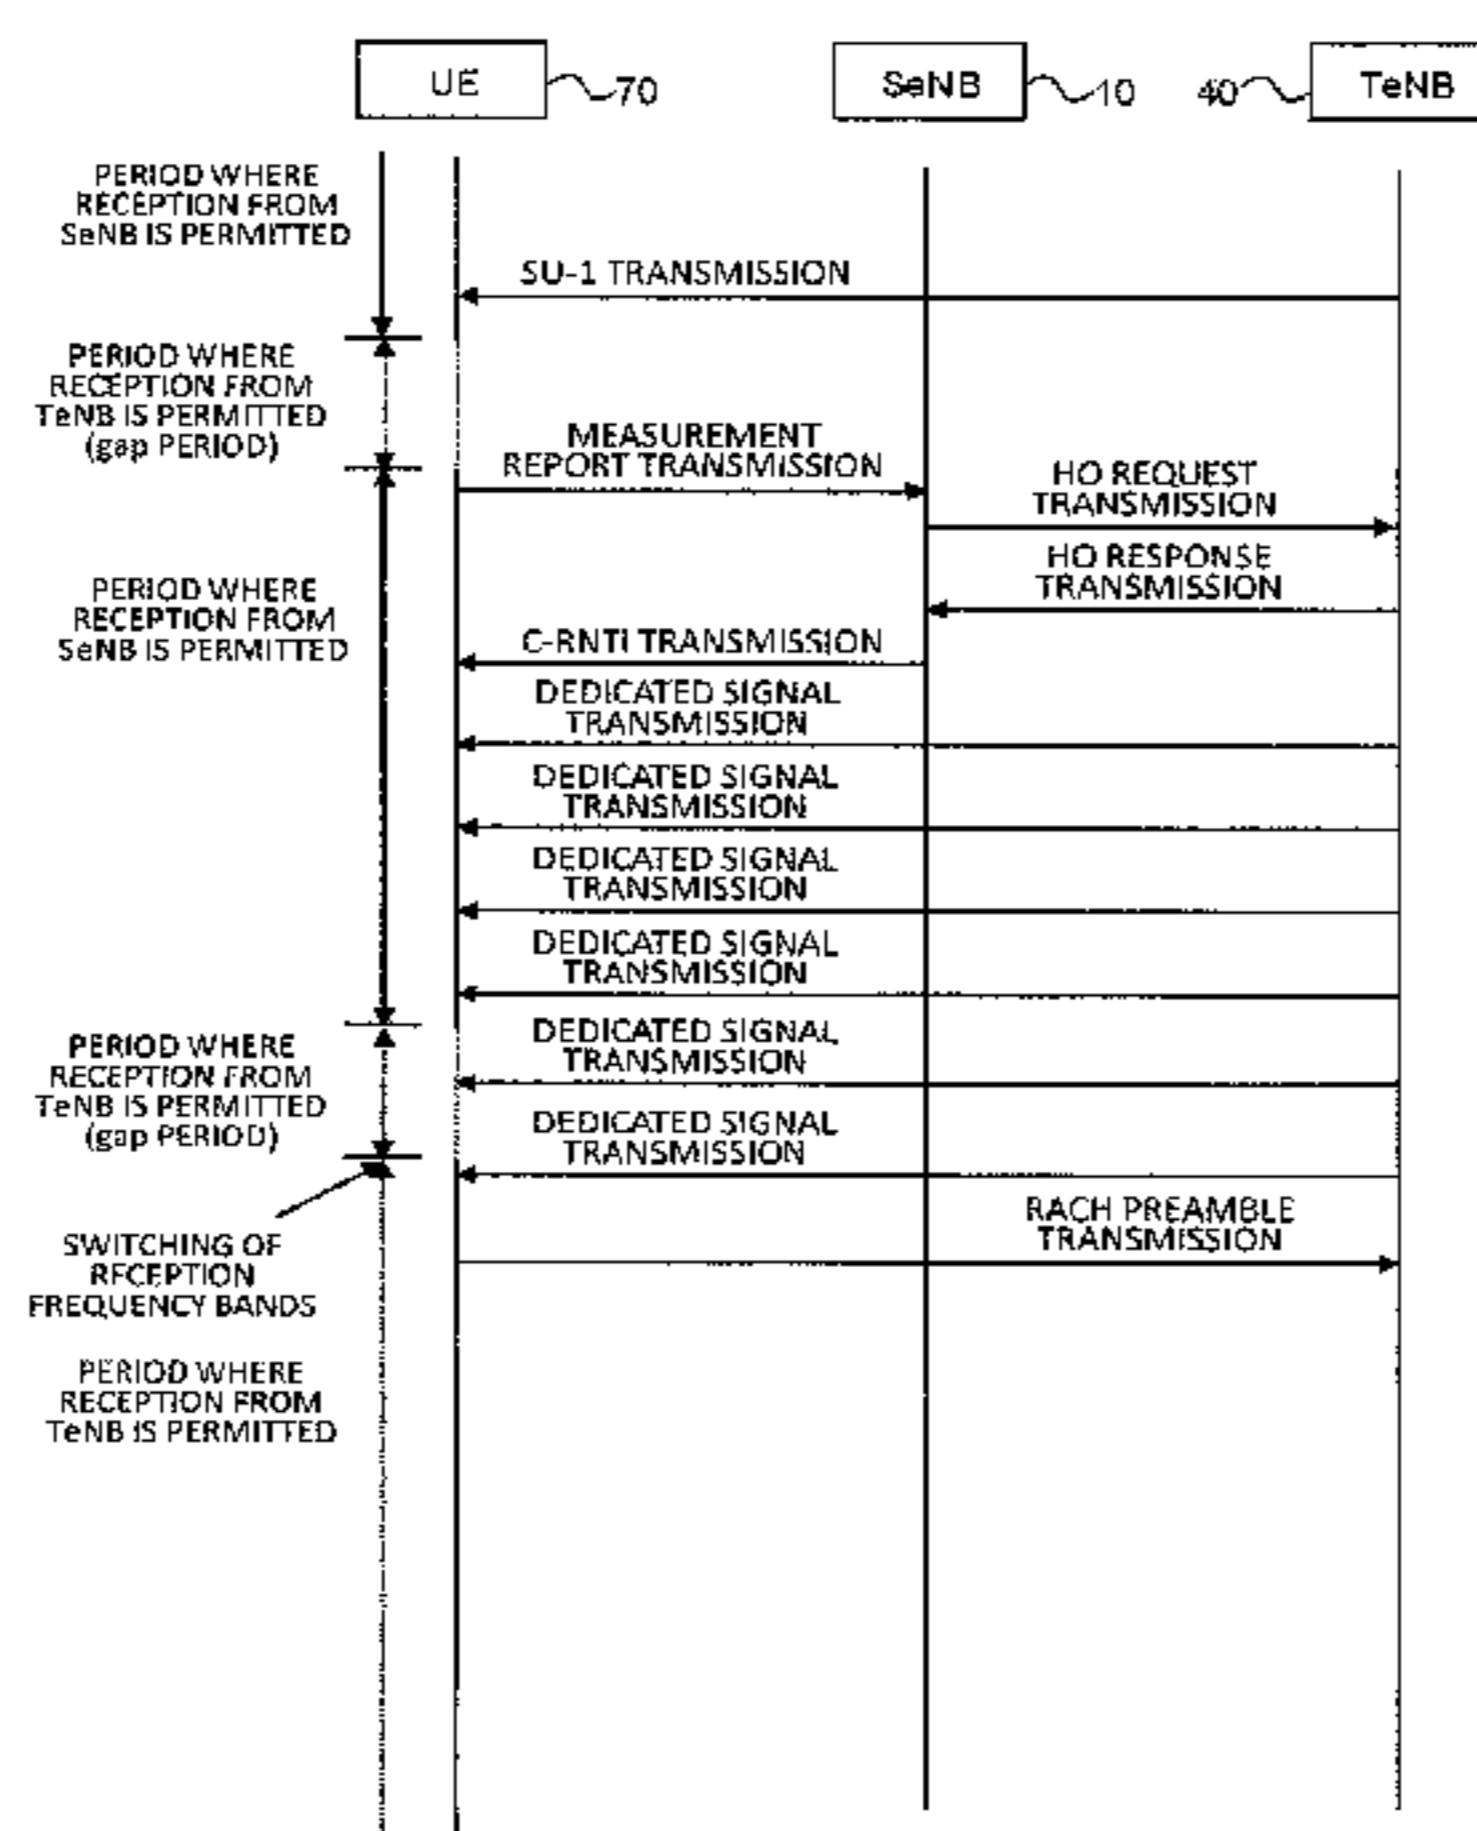 UE
70
SeNB
10
40
TeNB
PERIOD WHERE
RECEPTION FROM
SeNB IS PERMITTED
SU-1 TRANSMISSION
PERIOD WHERE
RECEPTION FROM
TeNB IS PERMITTED
(gap PERIOD)
MEASUREMENT
REPORT TRANSMISSION
HO REQUEST
TRANSMISSION
HO RESPONSE
TRANSMISSION
PERIOD WHERE
RECEPTION FROM
SeNB IS PERMITTED
C-RNTI TRANSMISSION
DEDICATED SIGNAL
TRANSMISSION
DEDICATED SIGNAL
TRANSMISSION
DEDICATED SIGNAL
TRANSMISSION
DEDICATED SIGNAL
TRANSMISSION
PERIOD WHERE
RECEPTION FROM
TeNB IS PERMITTED
(gap PERIOD)
DEDICATED SIGNAL
TRANSMISSION
DEDICATED SIGNAL
TRANSMISSION
RACH PREAMBLE
TRANSMISSION
SWITCHING OF
RECEPTION
FREQUENCY BANDS
PERIOD WHERE
RECEPTION FROM
TeNB IS PERMITTED